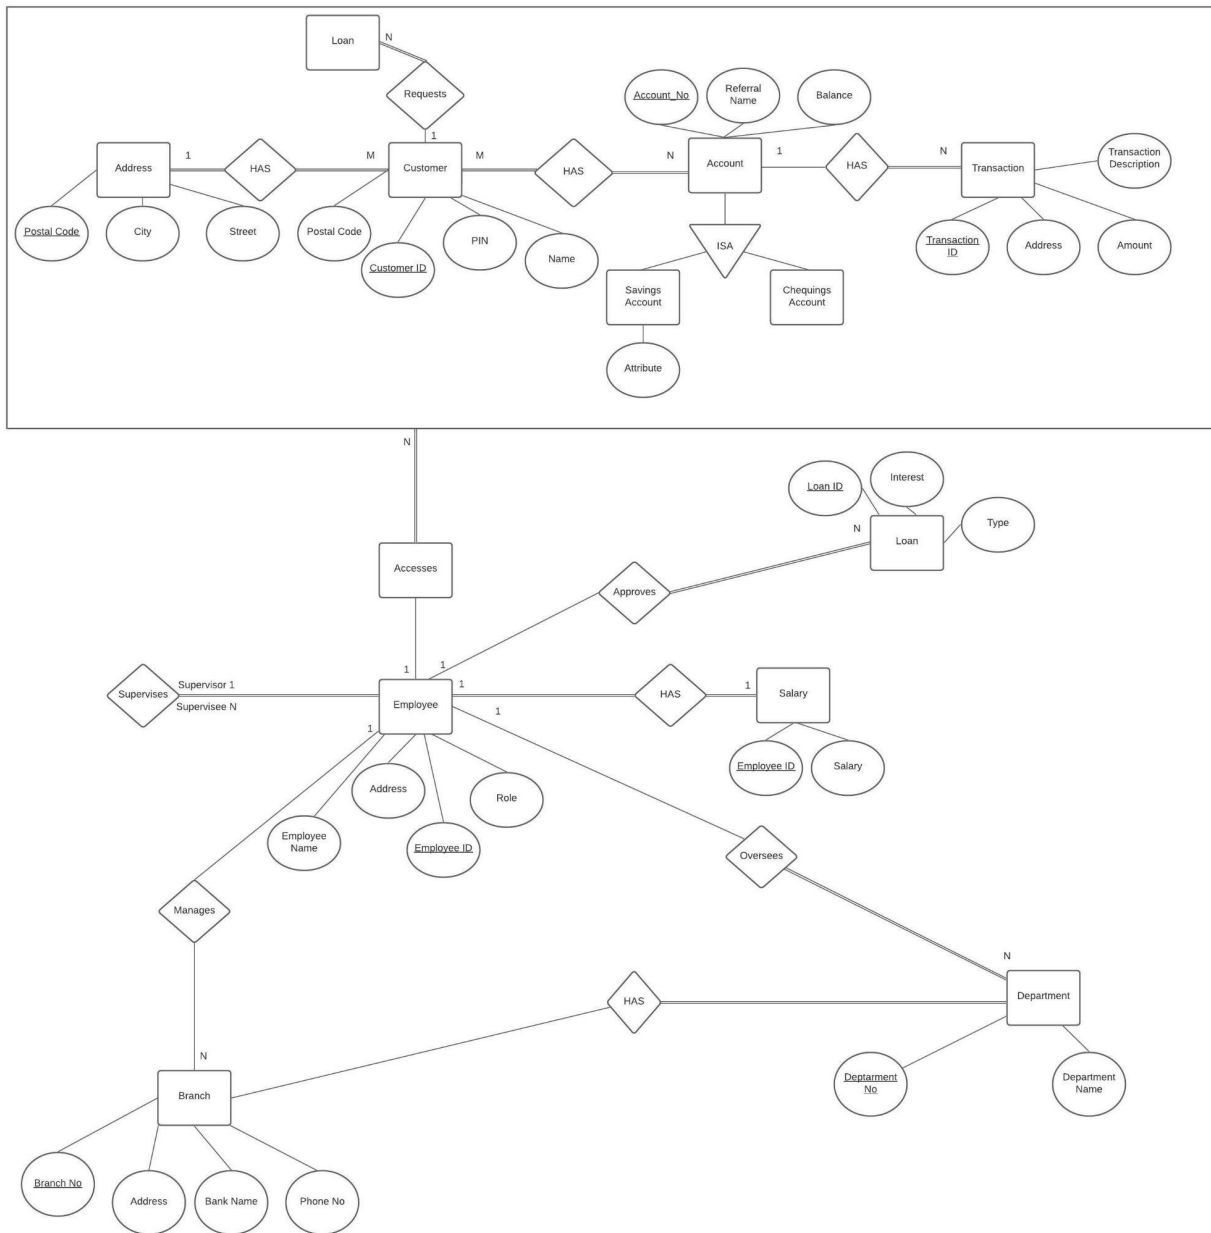 Loan
N
Requests
1
Account_No
Referral
Name
Balance
Address
1
HAS
M
Customer
M
HAS
N
Account
1
HAS
N
Transaction
Transaction
Description
Postal Code
City
Street
Postal Code
Customer ID
PIN
Name
ISA
Transaction
ID
Address
Amount
Savings
Account
Chequings
Account
Attribute
N
Loan ID
Interest
Type
N
Loan
Accesses
Approves
1
1
Supervises
Supervisor 1
Supervisee N
Employee
1
HAS
1
Salary
1
1
Employee ID
Salary
Employee
Name
Address
Employee ID
Role
Oversees
Manages
N
HAS
Department
N
Branch
Deptarment
No
Department
Name
Branch No
Address
Bank Name
Phone No